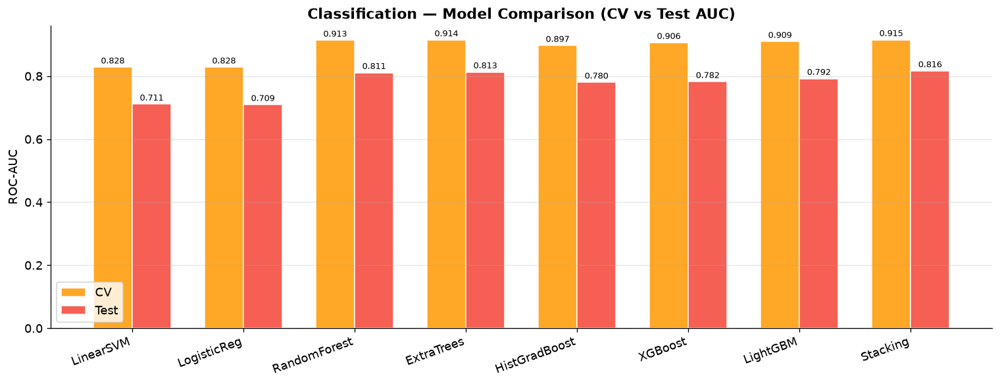 Classification — Model Comparison (CV vs Test AUC)
ROC-AUC
0.8
0.6
0.4
0.2
0.0
0.828
0.711
0.828
0.709
0.913
0.811
0.914
0.813
0.897
0.780
0.906
0.782
0.909
0.792
0.915
0.816
CV
Test
LinearSVM
LogisticReg
RandomForest
ExtraTrees
HistGradBoost
XGBoost
LightGBM
Stacking